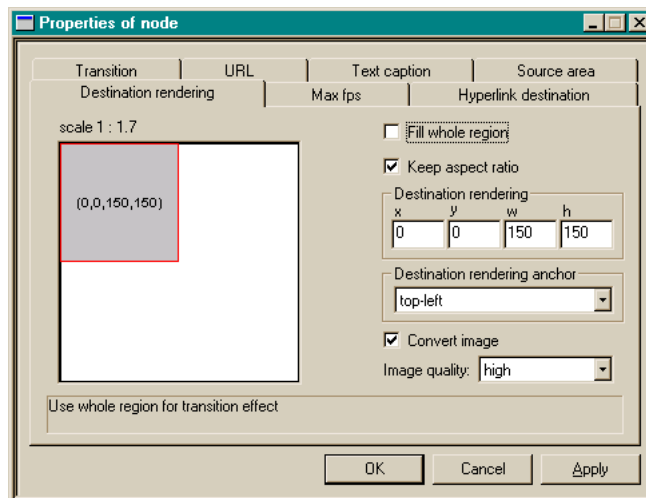 Properties of node
Transition URL Text caption Source area
Destination rendering Max fps Hyperlink destination
scale 1 : 1.7
(0,0,150,150)
Fill whole region
Keep aspect ratio
Destination rendering
x y w h
0 0 150 150
Destination rendering anchor
top-left
Convert image
Image quality: high
Use whole region for transition effect
OK Cancel Apply